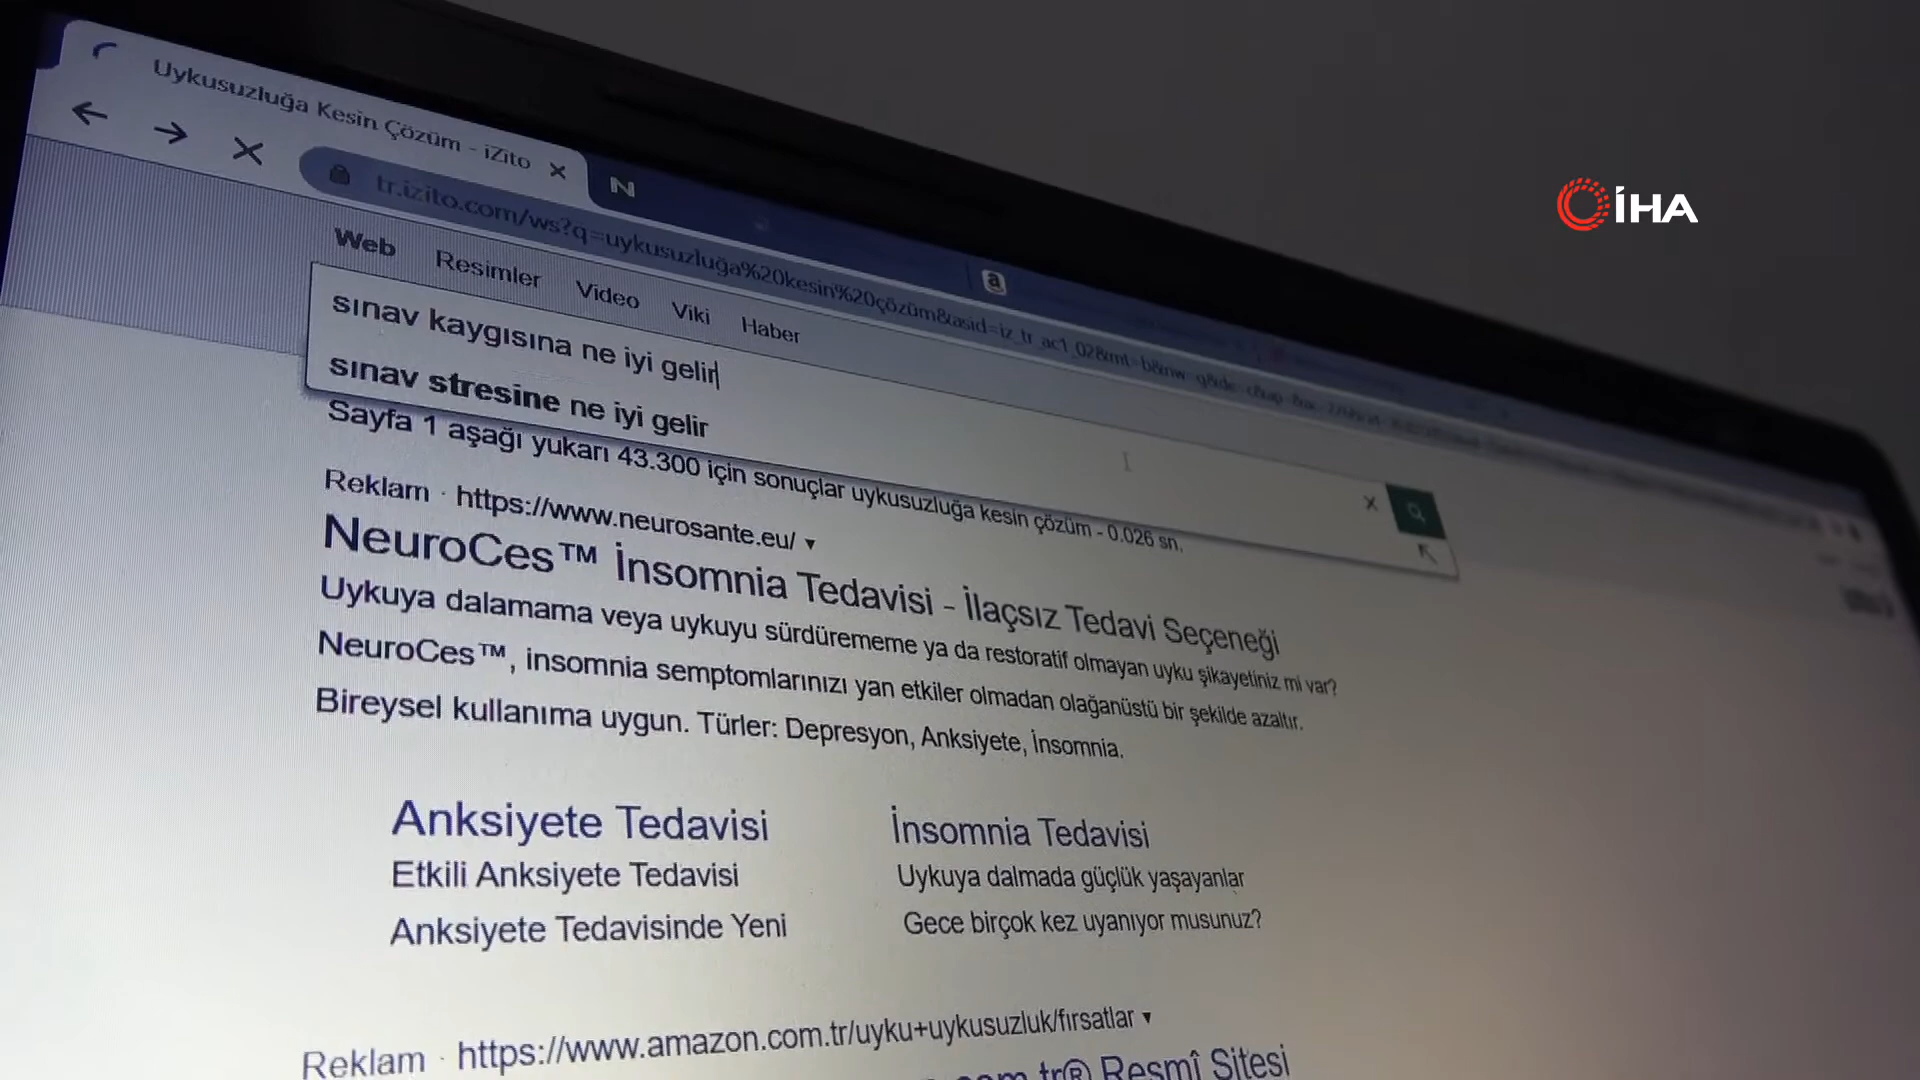 Uykusuzluğa Kesin Çözüm - iZito
tr.izito.com/ws?q=uykusuzluğa%20kesin%20çözüm&asid=iz_tr_ac1_02&mt=b&nw=g&de=c&ap=
Web Resimler Video Viki Haber
sınav kaygısına ne iyi gelir
sınav stresine ne iyi gelir
Sayfa 1 aşağı yukarı 43.300 için sonuçlar uykusuzluğa kesin çözüm - 0.026 sn.
Reklam · https://www.neurosante.eu/
NeuroCes™ İnsomnia Tedavisi - İlaçsız Tedavi Seçeneği
Uykuya dalamama veya uykuyu sürdürememe ya da restoratif olmayan uyku şikayetiniz mi var?
NeuroCes™, insomnia semptomlarınızı yan etkiler olmadan olağanüstü bir şekilde azaltır.
Bireysel kullanıma uygun. Türler: Depresyon, Anksiyete, İnsomnia.
Anksiyete Tedavisi
Etkili Anksiyete Tedavisi
Anksiyete Tedavisinde Yeni
İnsomnia Tedavisi
Uykuya dalmada güçlük yaşayanlar
Gece birçok kez uyanıyor musunuz?
Reklam · https://www.amazon.com.tr/uyku+uykusuzluk/fırsatlar
com.tr® Resmî Sitesi
İHA